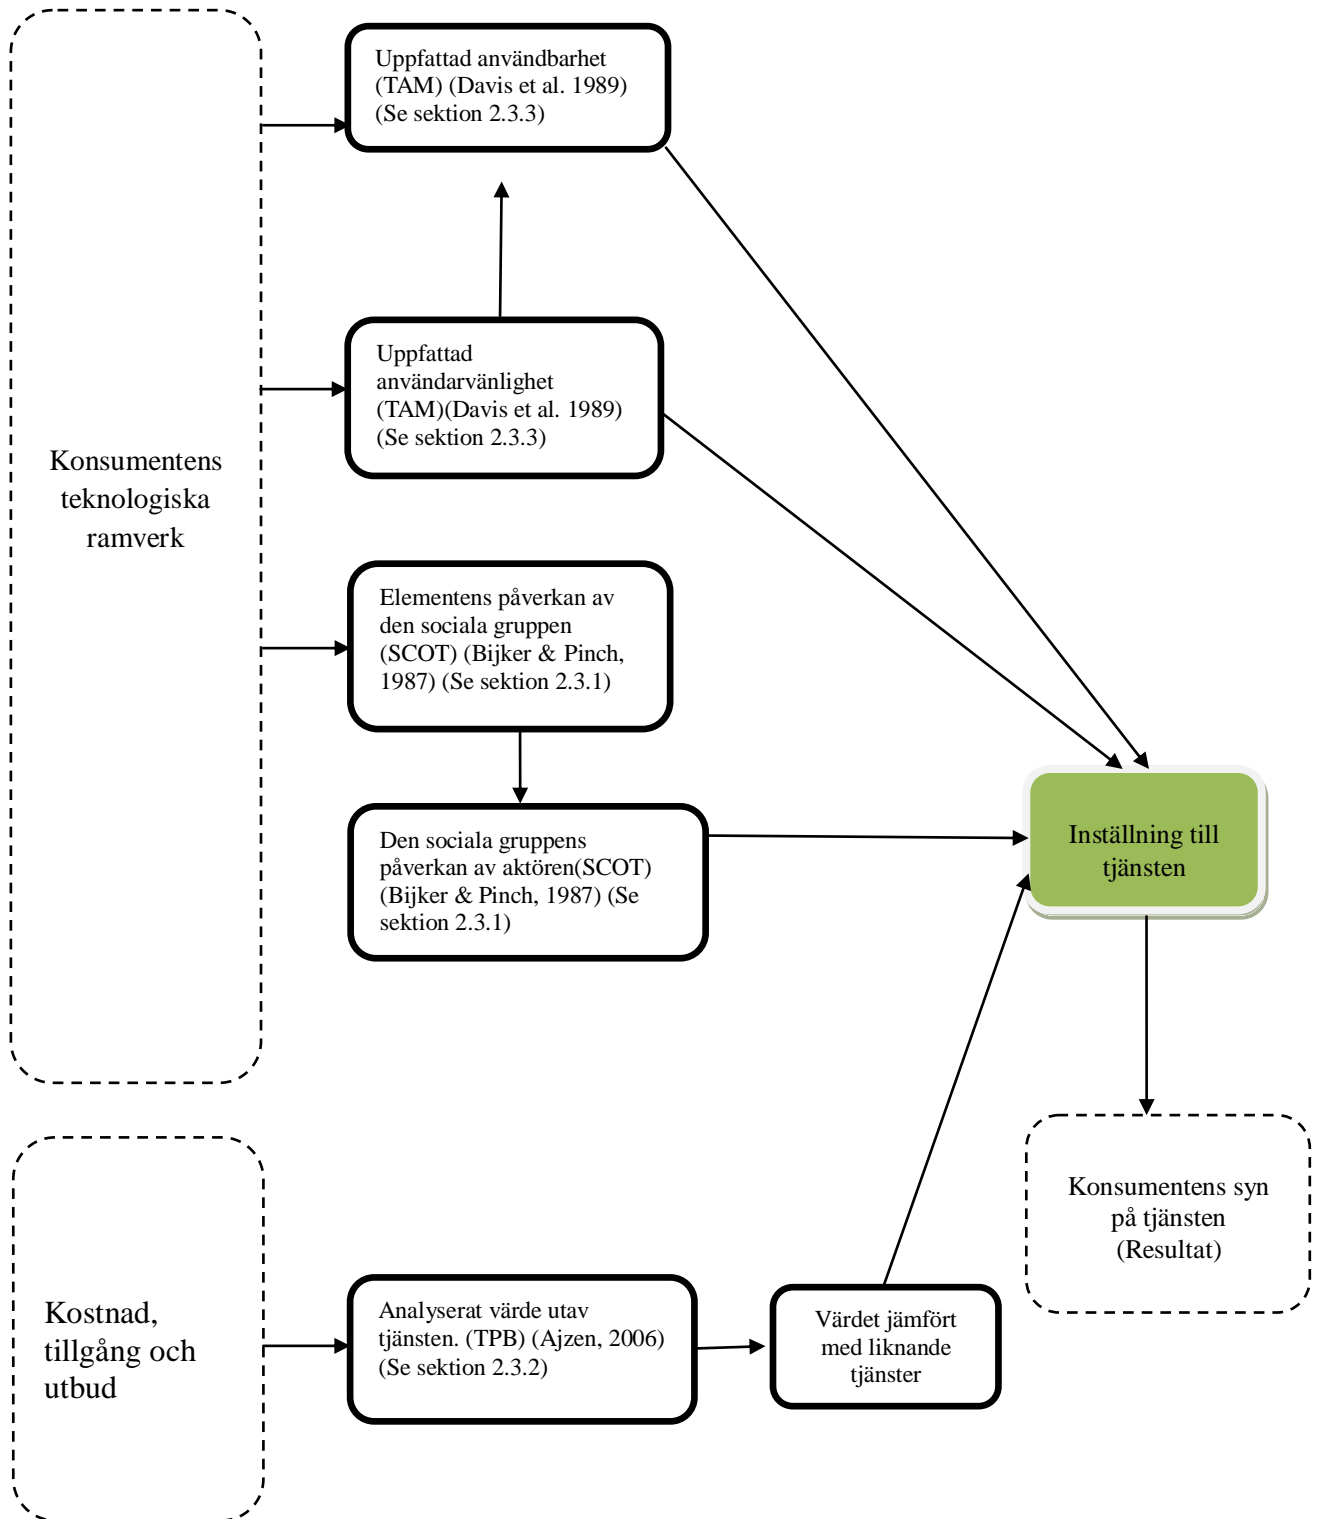 Uppfattad användbarhet
(TAM) (Davis et al. 1989)
(Se sektion 2.3.3)
Uppfattad
användarvänlighet
(TAM)(Davis et al. 1989)
(Se sektion 2.3.3)
Konsumentens
teknologiska
ramverk
Elementens påverkan av
den sociala gruppen
(SCOT) (Bijker & Pinch,
1987) (Se sektion 2.3.1)
Den sociala gruppens
påverkan av aktören(SCOT)
(Bijker & Pinch, 1987) (Se
sektion 2.3.1)
Inställning till
tjänsten
Konsumentens syn
på tjänsten
(Resultat)
Kostnad,
tillgång och
utbud
Analyserat värde utav
tjänsten. (TPB) (Ajzen, 2006)
(Se sektion 2.3.2)
Värdet jämfört
med liknande
tjänster